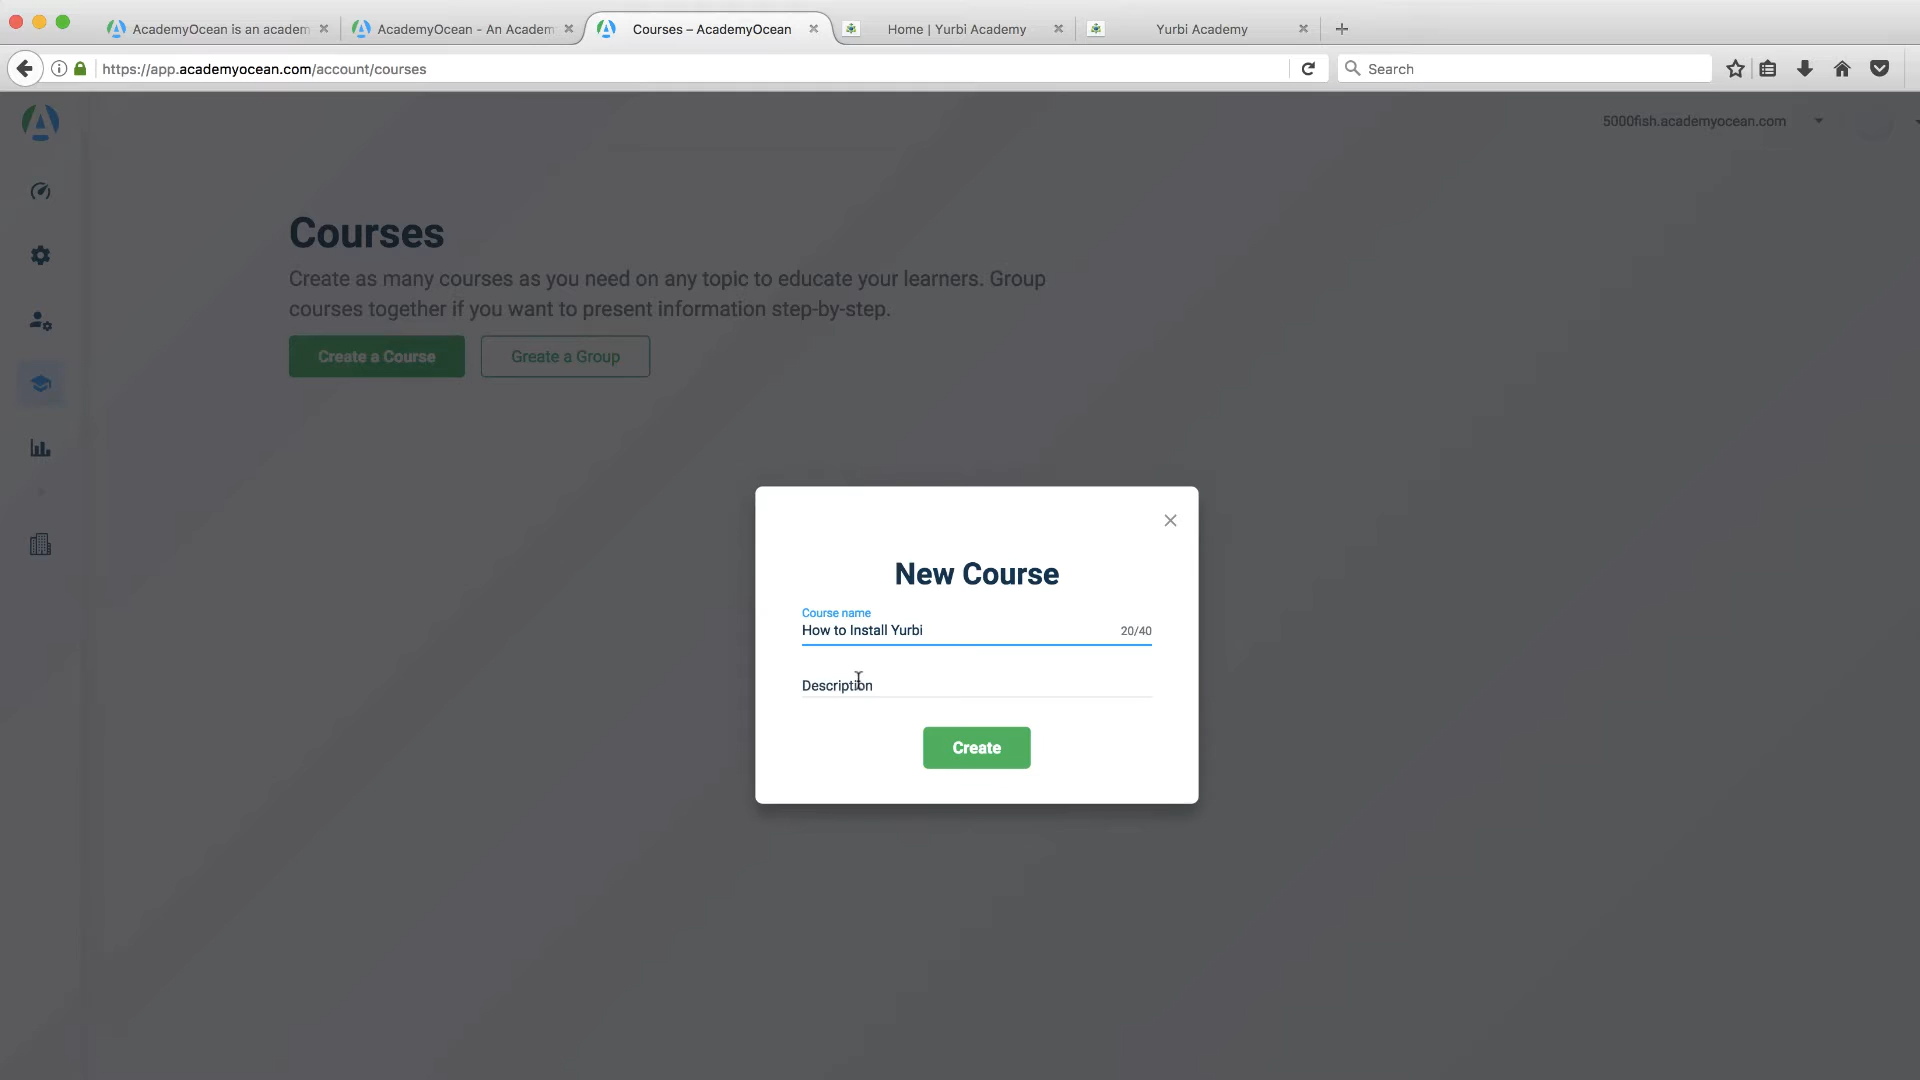 AcademyOcean is an academ
AcademyOcean - An Academ
Courses – AcademyOcean
Home | Yurbi Academy
Yurbi Academy
https://app.academyocean.com/account/courses
Search
5000fish.academyocean.com
Courses
Create as many courses as you need on any topic to educate your learners. Group
courses together if you want to present information step-by-step.
Create a Course
Greate a Group
New Course
Course name
How to Install Yurbi
20/40
Description
Create